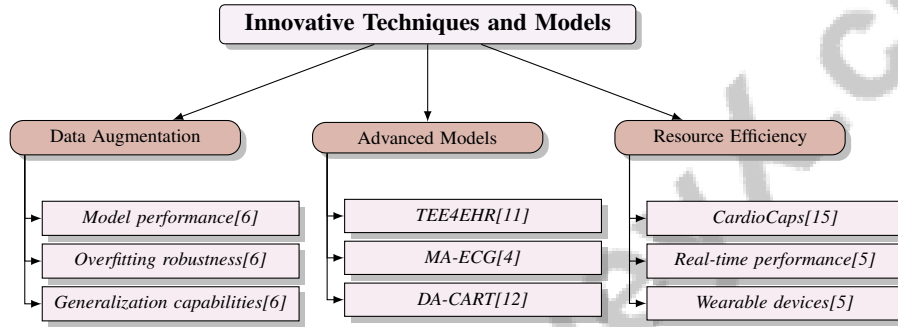 Innovative Techniques and Models
Data Augmentation
Model performance[6]
Overfitting robustness[6]
Generalization capabilities[6]
Advanced Models
TEE4EHR[11]
MA-ECG[4]
DA-CART[12]
Resource Efficiency
CardioCaps[15]
Real-time performance[5]
Wearable devices[5]